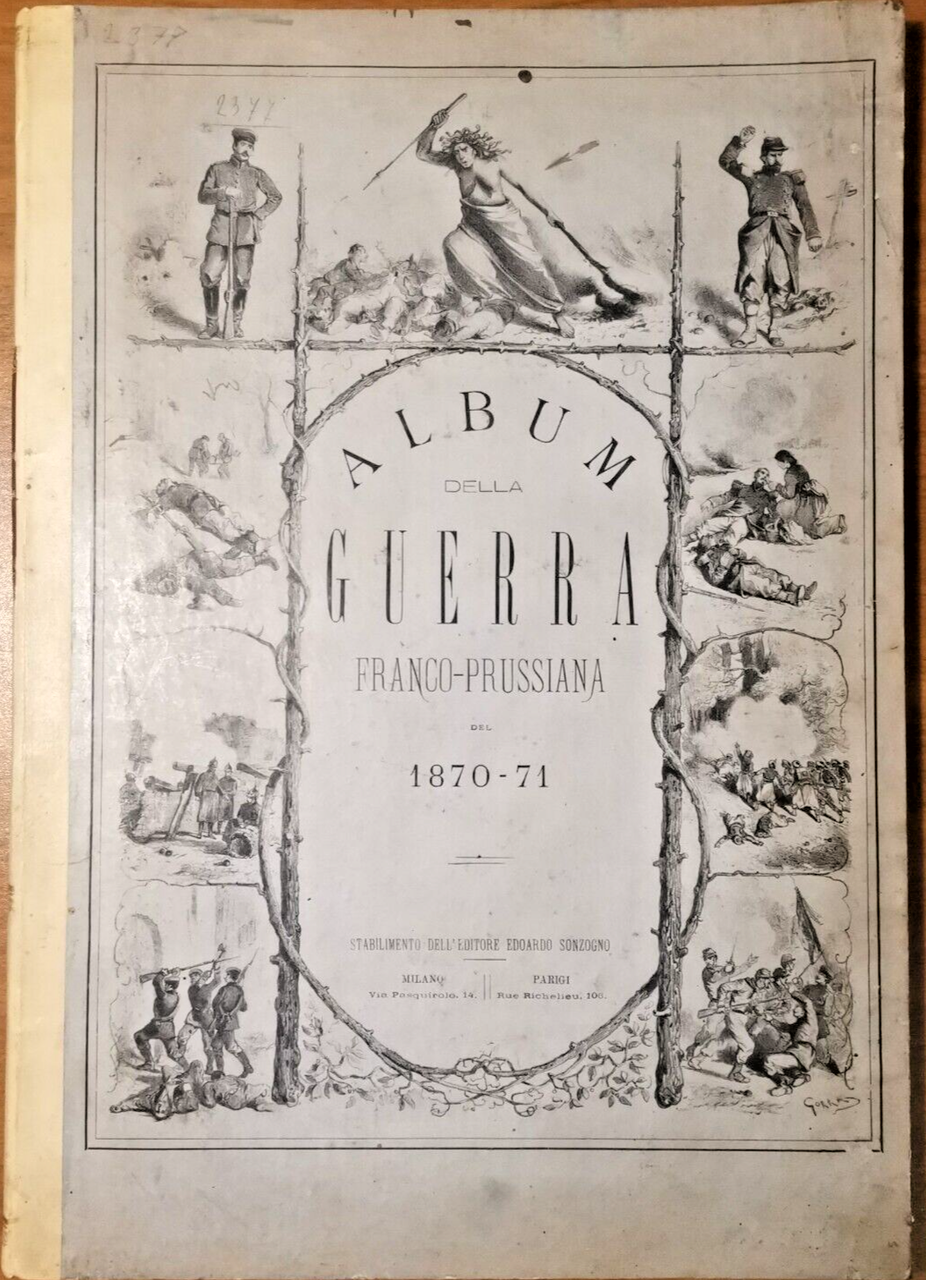 2377
2377
ALBUM
DELLA
GUERRA
FRANCO-PRUSSIANA
DEL
1870-71
STABILIMENTO DELL'EDITORE EDOARDO SONZOGNO
MILANO
Via Pasquirolo, 14.
PARIGI
Rue Richelieu, 106.